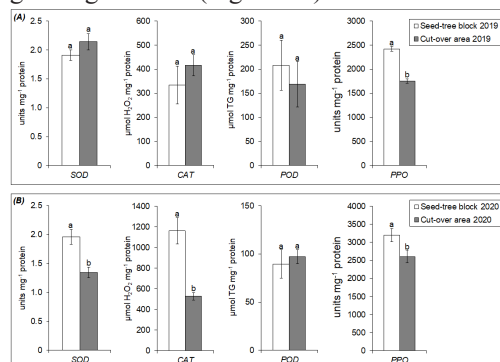 (A)
Seed-tree block 2019
Cut-over area 2019
units mg⁻¹ protein
2.5
2.0
1.5
1.0
0.5
0.0
a
a
SOD
µmol H₂O₂ mg⁻¹ protein
600
500
400
300
200
100
0
a
a
CAT
µmol TG mg⁻¹ protein
300
250
200
150
100
50
0
a
a
POD
units mg⁻¹ protein
3000
2500
2000
1500
1000
500
0
a
b
PPO
(B)
Seed-tree block 2020
Cut-over area 2020
units mg⁻¹ protein
2.5
2.0
1.5
1.0
0.5
0.0
a
b
SOD
µmol H₂O₂ mg⁻¹ protein
1400
1200
1000
800
600
400
200
0
a
b
CAT
µmol TG mg⁻¹ protein
150
100
50
0
a
a
POD
units mg⁻¹ protein
4000
3500
3000
2500
2000
1500
1000
500
0
a
b
PPO